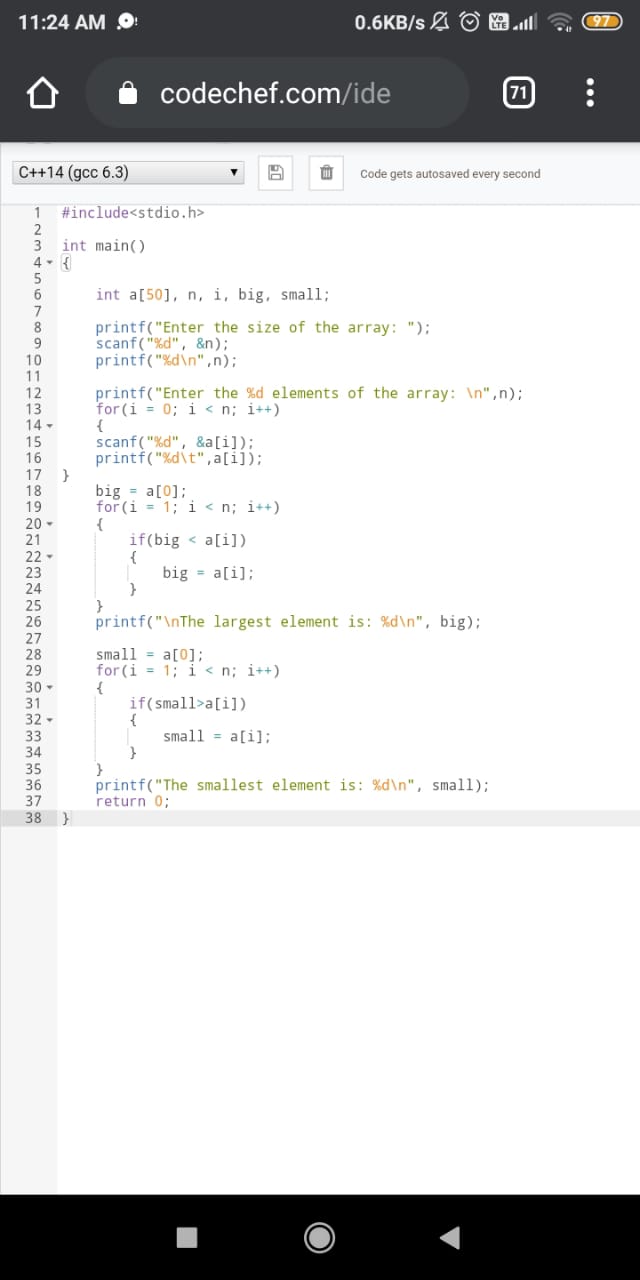 11:24 AM 0.6KB/s Vo LTE 97
codechef.com/ide 71
C++14 (gcc 6.3) Code gets autosaved every second
1 #include<stdio.h>
2
3 int main()
4 {
5
6 int a[50], n, i, big, small;
7
8 printf("Enter the size of the array: ");
9 scanf("%d", &n);
10 printf("%d\n",n);
11
12 printf("Enter the %d elements of the array: \n",n);
13 for(i = 0; i < n; i++)
14 {
15 scanf("%d", &a[i]);
16 printf("%d\t",a[i]);
17 }
18 big = a[0];
19 for(i = 1; i < n; i++)
20 {
21 if(big < a[i])
22 {
23 big = a[i];
24 }
25 }
26 printf("\nThe largest element is: %d\n", big);
27
28 small = a[0];
29 for(i = 1; i < n; i++)
30 {
31 if(small>a[i])
32 {
33 small = a[i];
34 }
35 }
36 printf("The smallest element is: %d\n", small);
37 return 0;
38 }